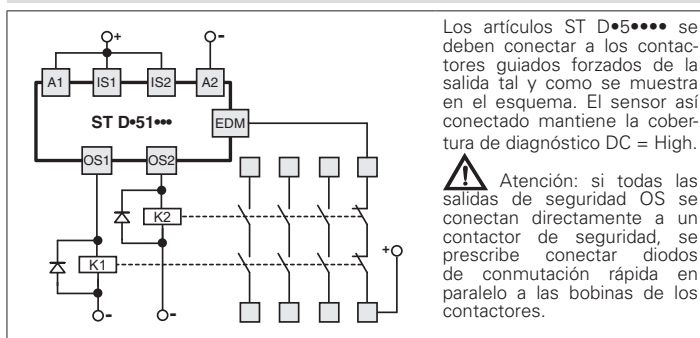 +
-
A1
IS1
IS2
A2
ST D•51•••
EDM
OS1
OS2
K2
K1
+
-
-
Los artículos ST D•5•••• se
deben conectar a los contac-
tores guiados forzados de la
salida tal y como se muestra
en el esquema. El sensor así
conectado mantiene la cober-
tura de diagnóstico DC = High.
Atención: si todas las
salidas de seguridad OS se
conectan directamente a un
contactor de seguridad, se
prescribe conectar diodos
de conmutación rápida en
paralelo a las bobinas de los
contactores.